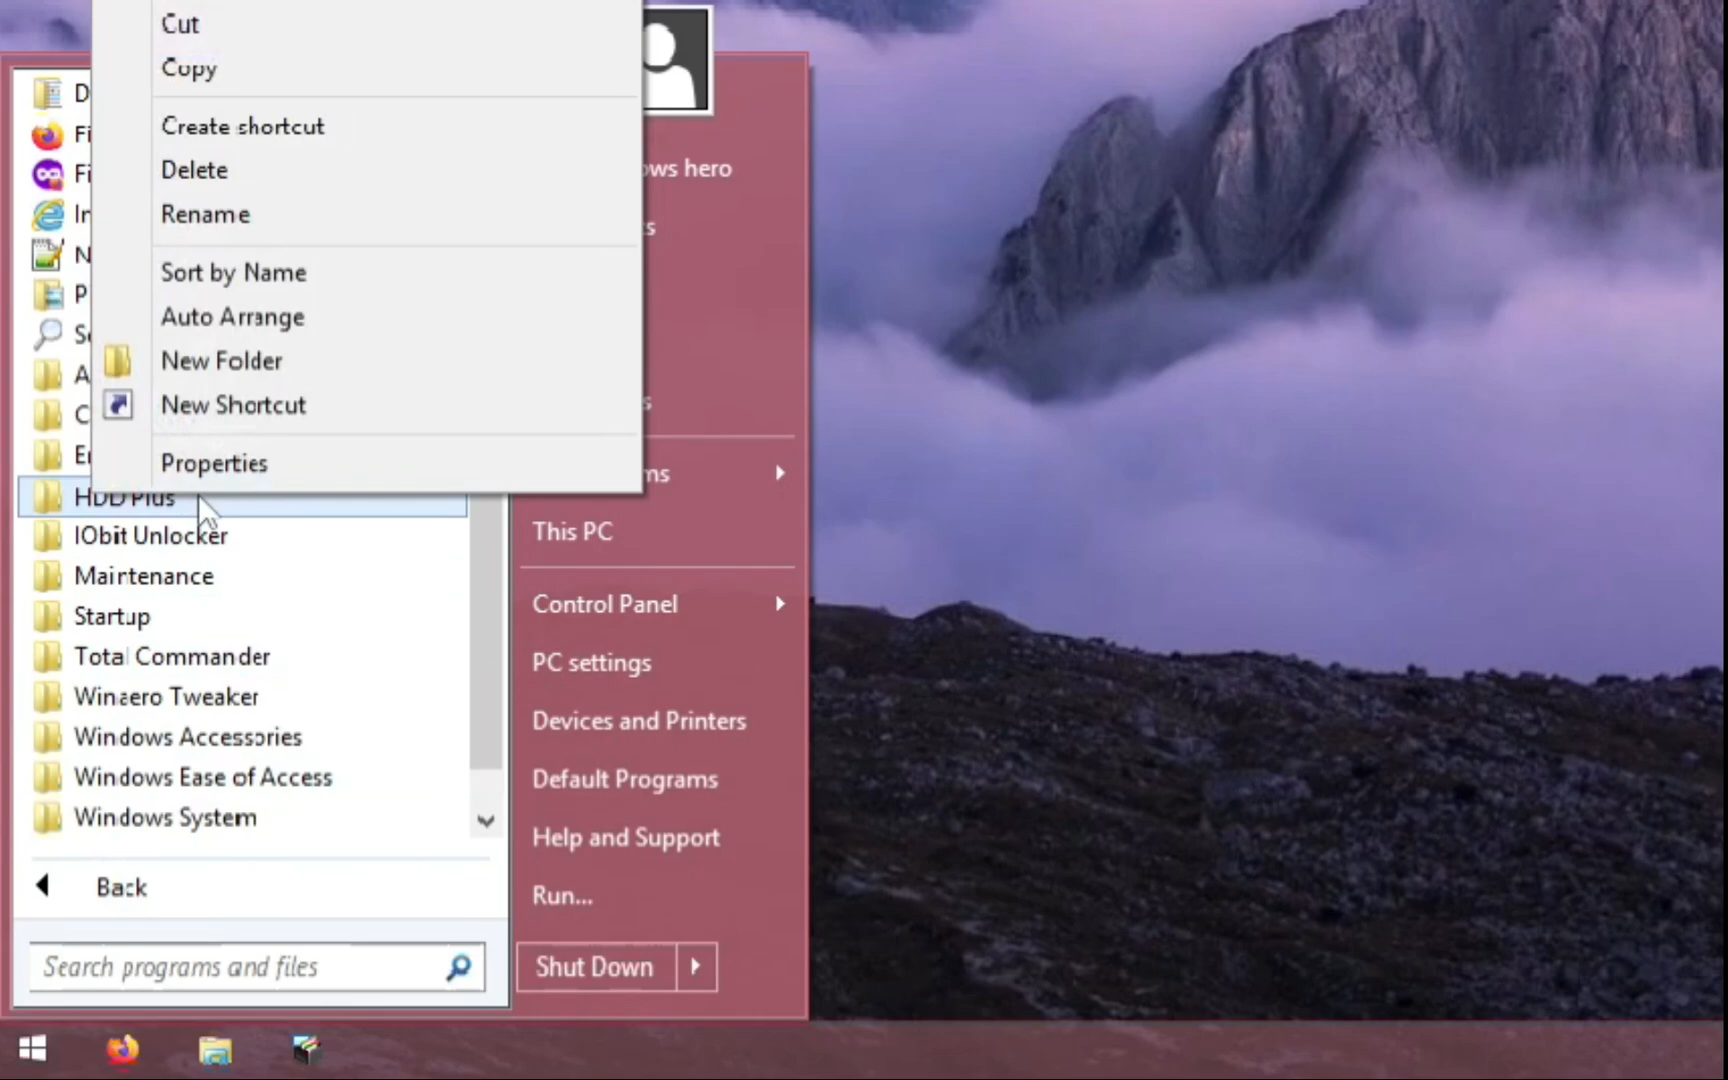 Cut
Copy
Create shortcut
Delete
Rename
Sort by Name
Auto Arrange
New Folder
New Shortcut
Properties
HDD Plus
IObit Unlocker
Maintenance
Startup
Total Commander
Winaero Tweaker
Windows Accessories
Windows Ease of Access
Windows System
Back
Search programs and files
hero
This PC
Control Panel
PC settings
Devices and Printers
Default Programs
Help and Support
Run...
Shut Down